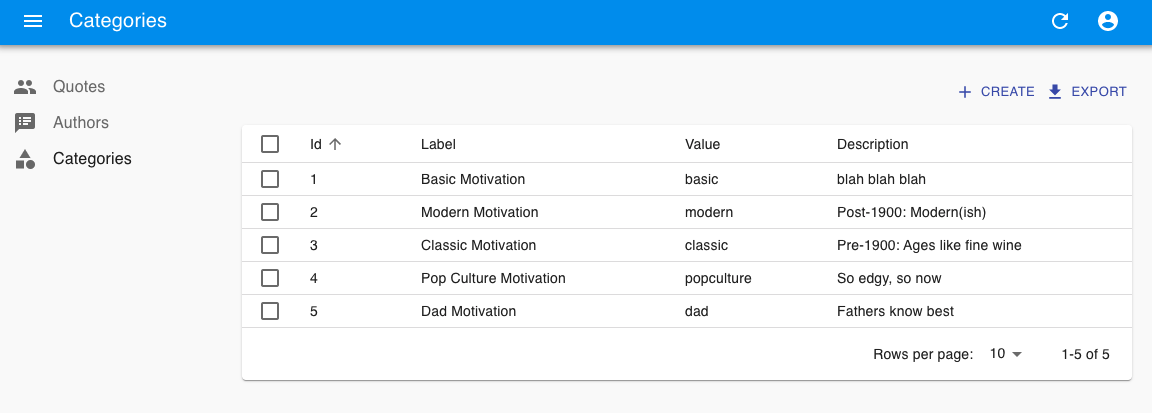 Categories
Quotes
Authors
Categories
CREATE EXPORT
Id Label Value Description
1 Basic Motivation basic blah blah blah
2 Modern Motivation modern Post-1900: Modern(ish)
3 Classic Motivation classic Pre-1900: Ages like fine wine
4 Pop Culture Motivation popculture So edgy, so now
5 Dad Motivation dad Fathers know best
Rows per page: 10 1-5 of 5